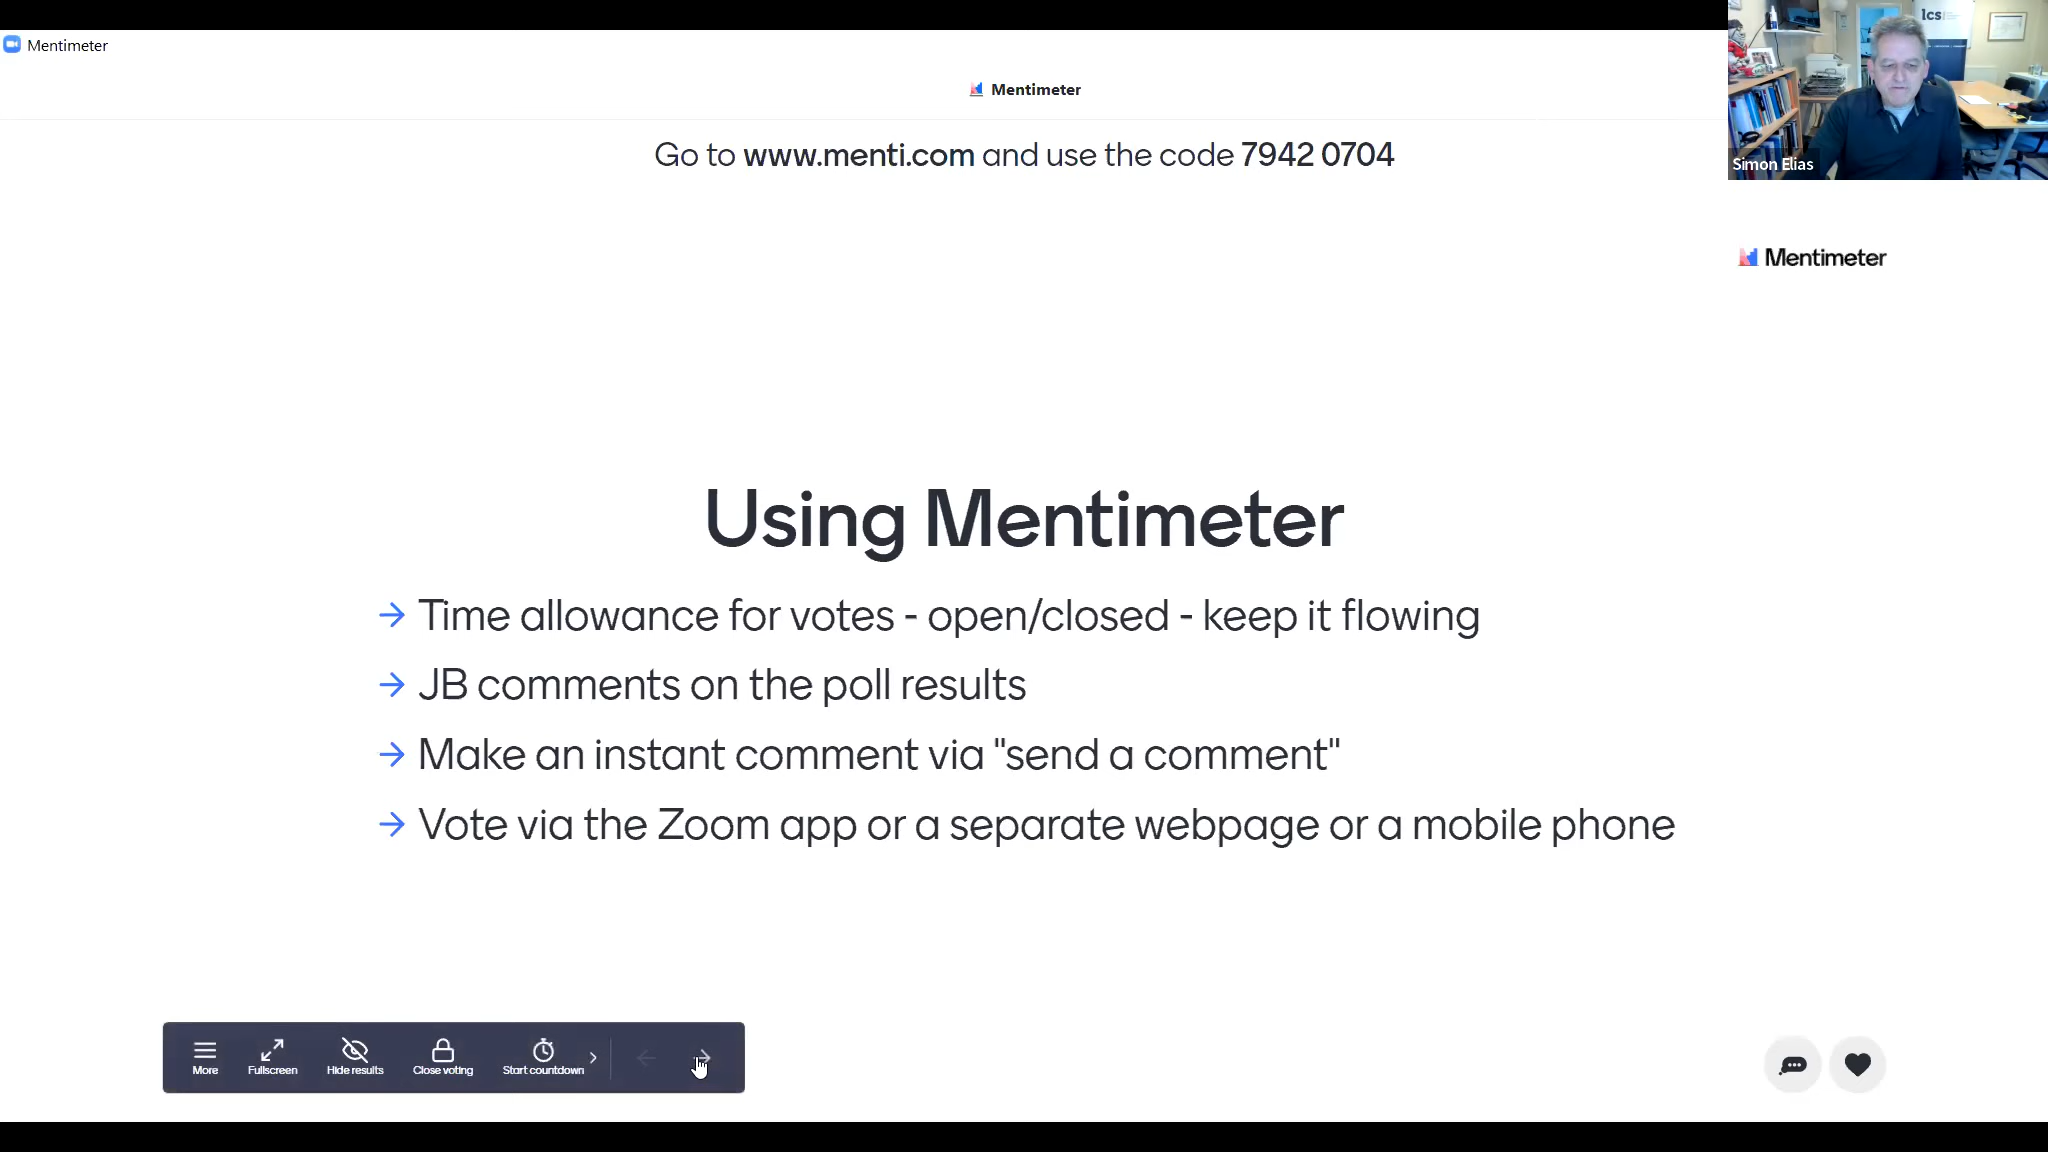 Mentimeter
Mentimeter
Go to www.menti.com and use the code 7942 0704
lcs
Simon Elias
Mentimeter
Using Mentimeter
→ Time allowance for votes - open/closed - keep it flowing
→ JB comments on the poll results
→ Make an instant comment via "send a comment"
→ Vote via the Zoom app or a separate webpage or a mobile phone
More Fullscreen Hide results Close voting Start countdown